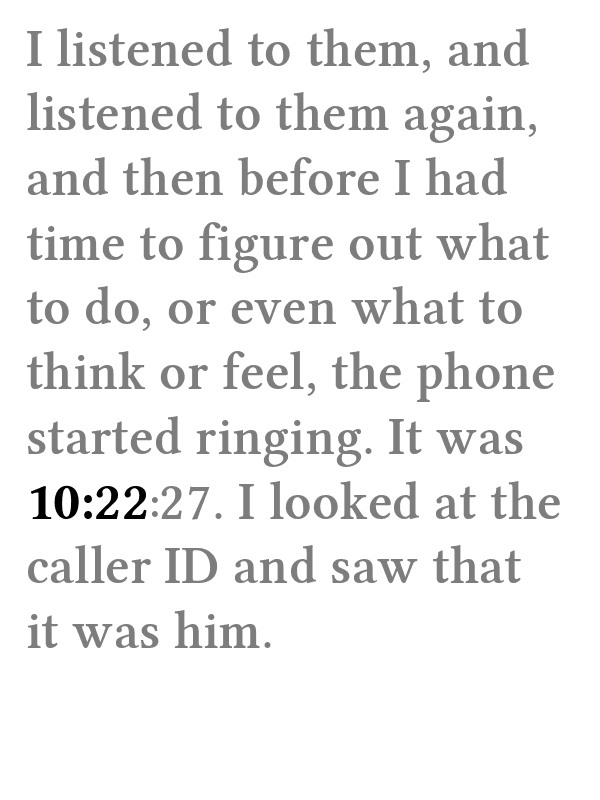 I listened to them, and
listened to them again,
and then before I had
time to figure out what
to do, or even what to
think or feel, the phone
started ringing. It was
10:22:27. I looked at the
caller ID and saw that
it was him.